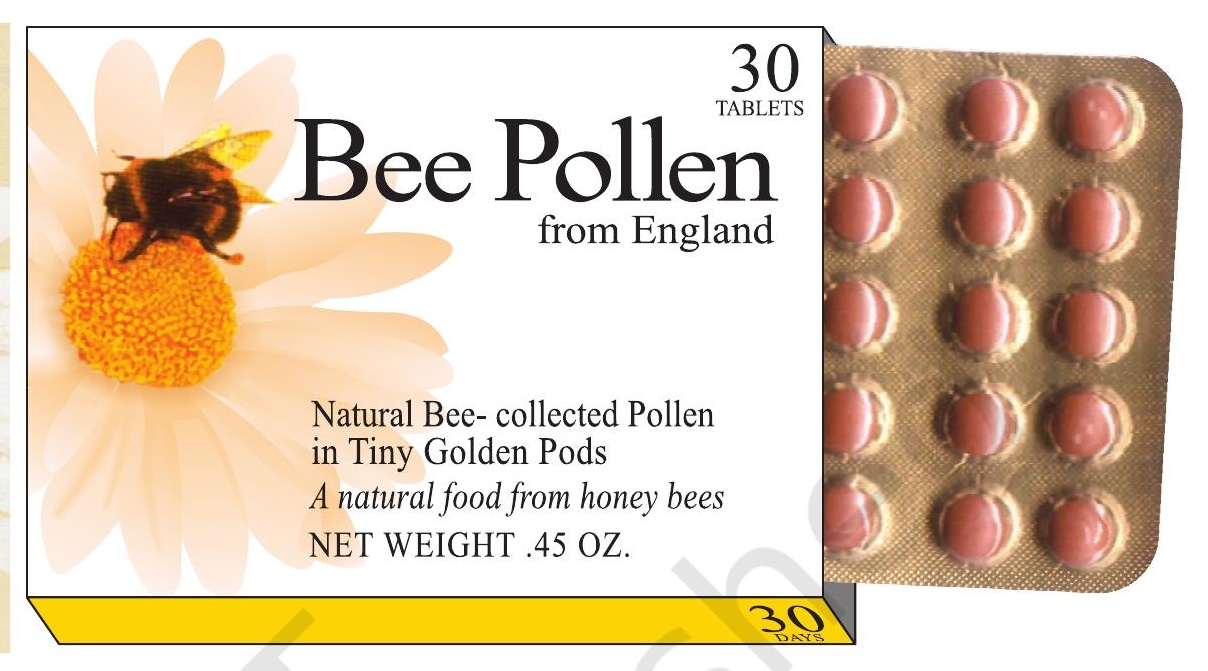 30
TABLETS
Bee Pollen
from England
Natural Bee- collected Pollen
in Tiny Golden Pods
A natural food from honey bees
NET WEIGHT .45 OZ.
30
DAYS